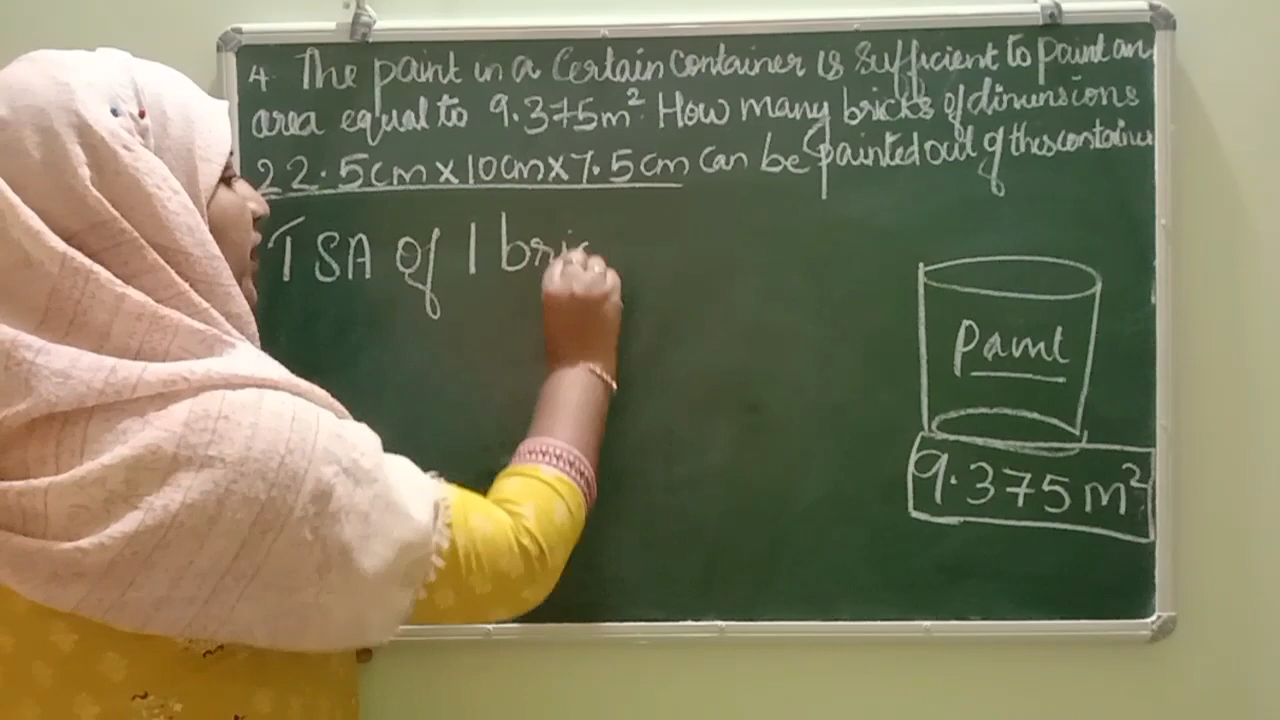 4. The paint in a Certain container is Sufficient to paint an
area equal to 9.375m². How many bricks of dimensions
22.5cm×10cm×7.5cm can be painted out of this container
TSA of 1 bric
Paint
9.375m²